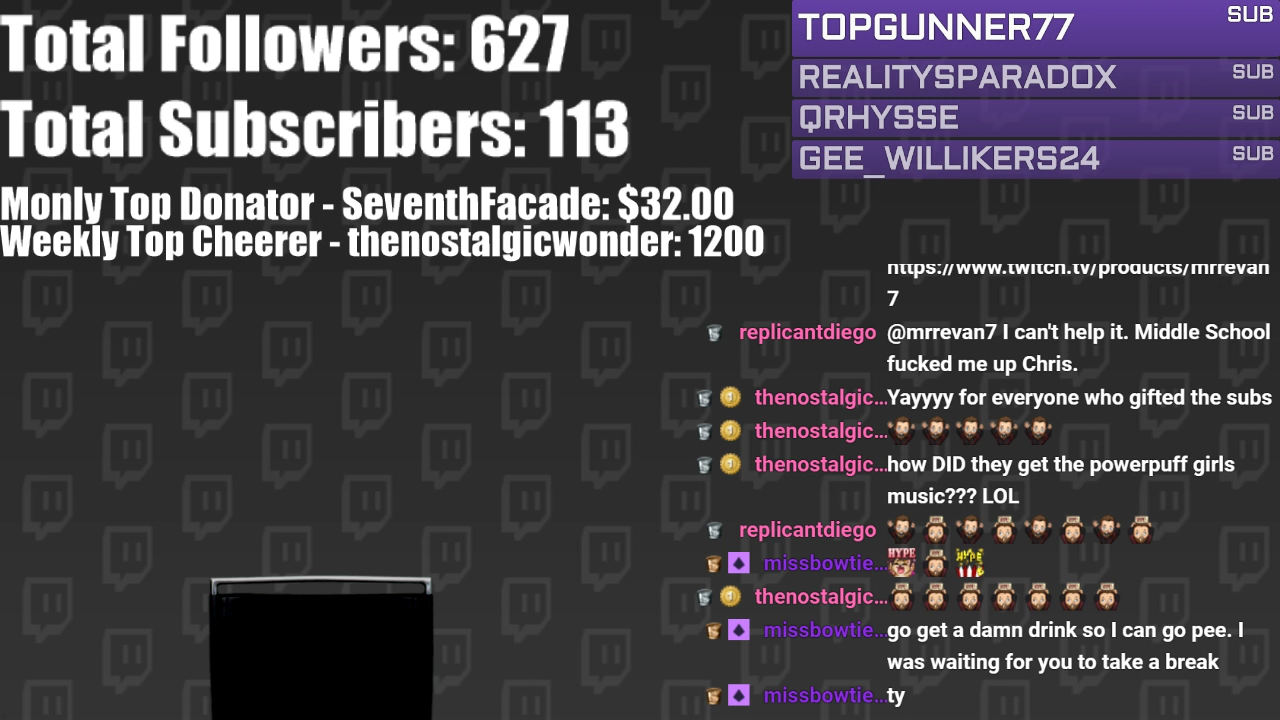 Total Followers: 627
Total Subscribers: 113
Monly Top Donator - SeventhFacade: $32.00
Weekly Top Cheerer - thenostalgicwonder: 1200
TOPGUNNER77 SUB
REALITYSPARADOX SUB
QRHYSSE SUB
GEE_WILLIKERS24 SUB
https://www.twitch.tv/products/mrrevan
7
replicantdiego @mrrevan7 I can't help it. Middle School
fucked me up Chris.
thenostalgic... Yayyyy for everyone who gifted the subs
thenostalgic...
thenostalgic... how DID they get the powerpuff girls
music??? LOL
replicantdiego
missbowtie... HYPE HYPE
thenostalgic...
missbowtie... go get a damn drink so I can go pee. I
was waiting for you to take a break
missbowtie... ty